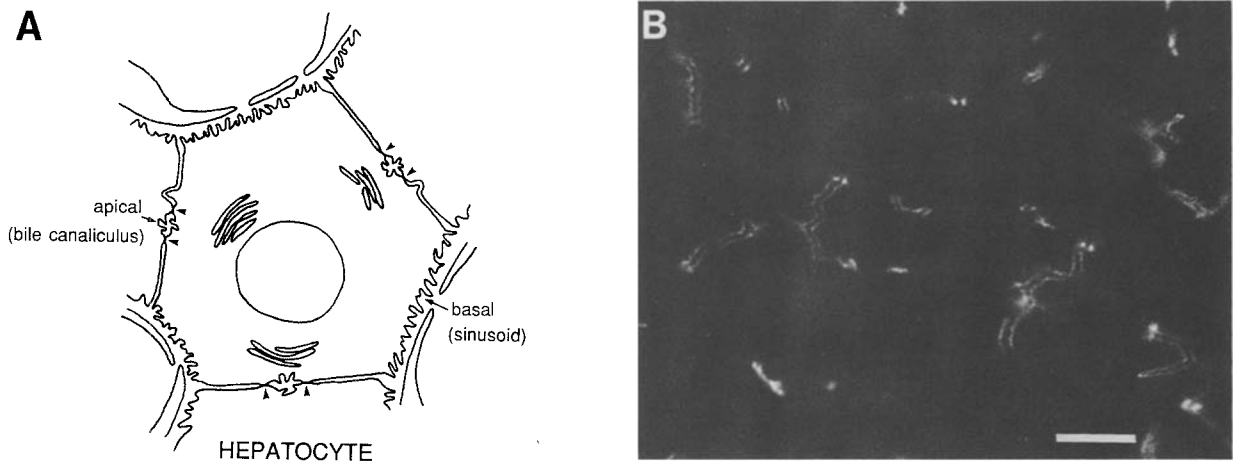 A
B
apical
(bile canaliculus)
basal
(sinusoid)
HEPATOCYTE